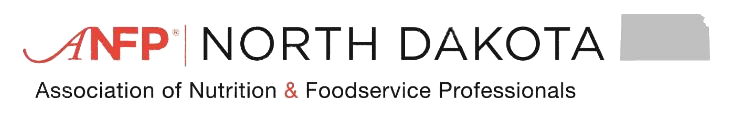 ANFP® | NORTH DAKOTA
Association of Nutrition & Foodservice Professionals